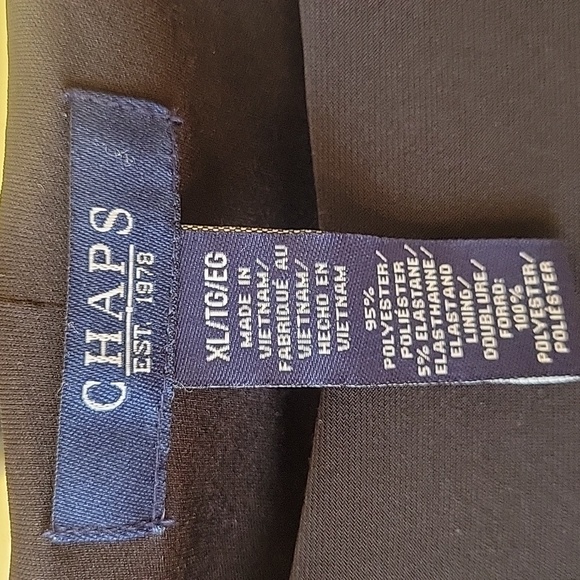 CHAPS
EST. 1978
XL/TG/EG
MADE IN
VIETNAM/
FABRIQUÉ AU
VIETNAM/
HECHO EN
VIETNAM
95%
POLYESTER/
POLIÉSTER
5% ELASTANE/
ELASTHANNE/
ELASTANO
LINING/
DOUBLURE/
FORRO:
100%
POLYESTER/
POLIÉSTER